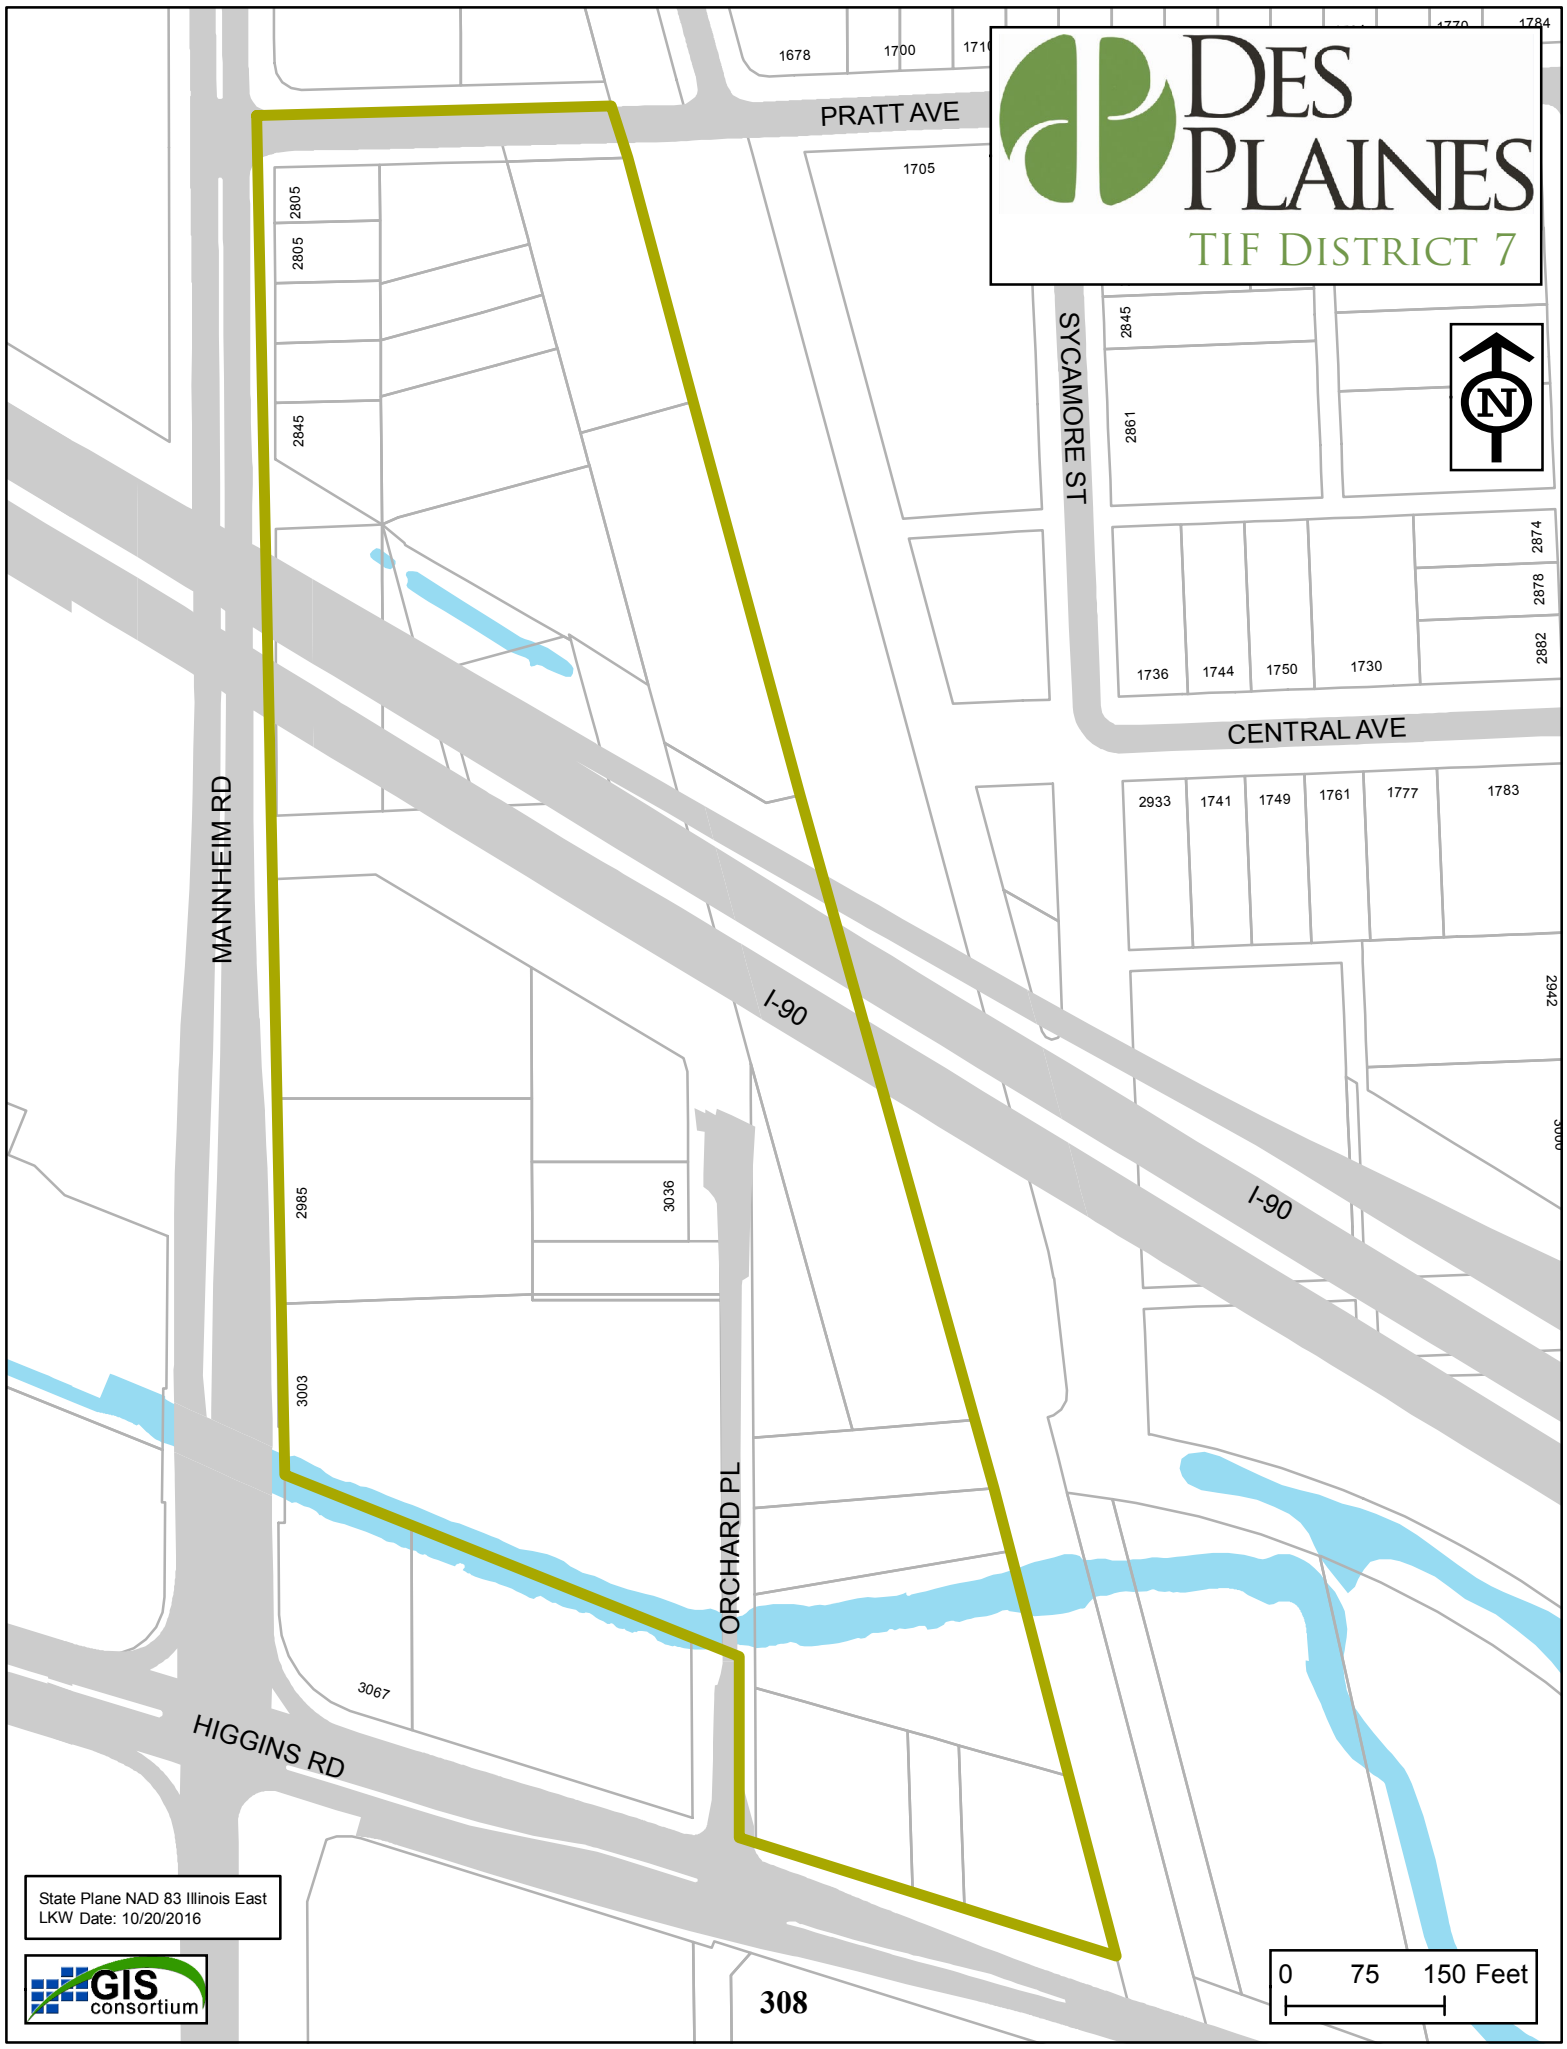 1678
1700
1710
1770
1784
PRATT AVE
DES
PLAINES
TIF DISTRICT 7
1705
2805
2805
2845
SYCAMORE ST
2845
2861
N
2874
2878
2882
1736
1744
1750
1730
CENTRAL AVE
2933
1741
1749
1761
1777
1783
MANNHEIM RD
2942
I-90
I-90
2985
3036
3003
ORCHARD PL
3067
HIGGINS RD
State Plane NAD 83 Illinois East
LKW Date: 10/20/2016
GIS
consortium
308
0 75 150 Feet